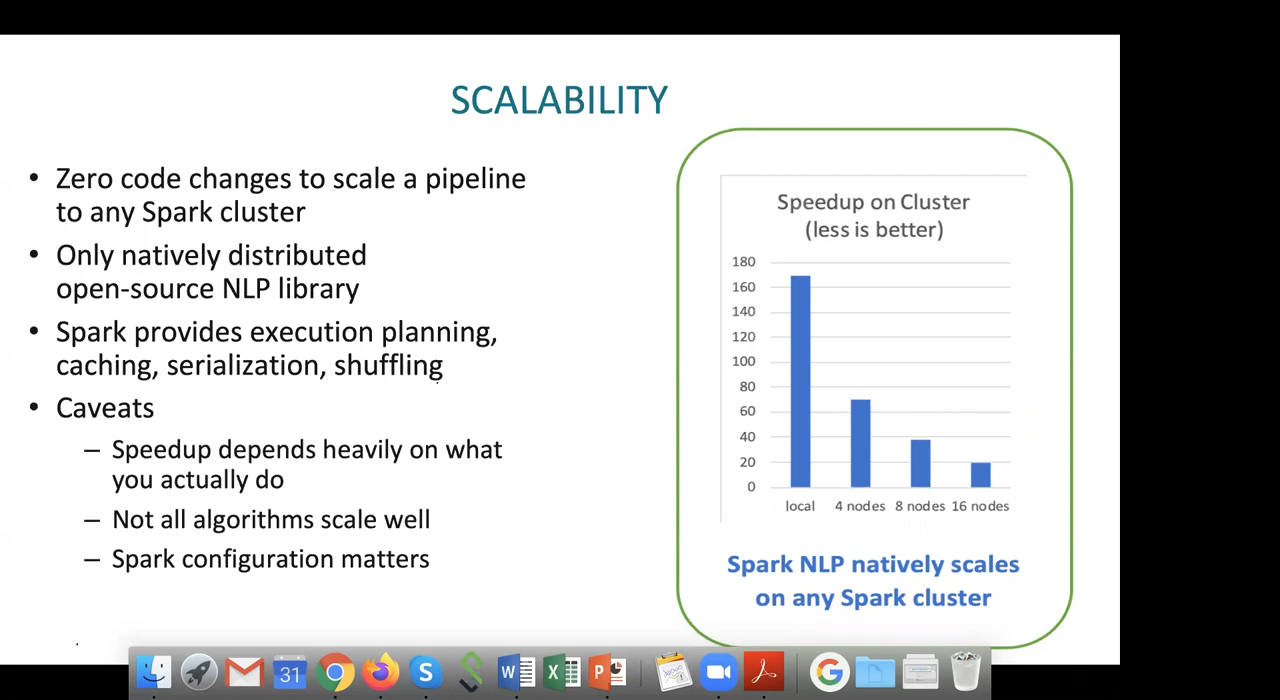 SCALABILITY
• Zero code changes to scale a pipeline
to any Spark cluster
• Only natively distributed
open-source NLP library
• Spark provides execution planning,
caching, serialization, shuffling
• Caveats
– Speedup depends heavily on what
you actually do
– Not all algorithms scale well
– Spark configuration matters
Speedup on Cluster
(less is better)
180
160
140
120
100
80
60
40
20
0
local 4 nodes 8 nodes 16 nodes
Spark NLP natively scales
on any Spark cluster
31 S W X P G